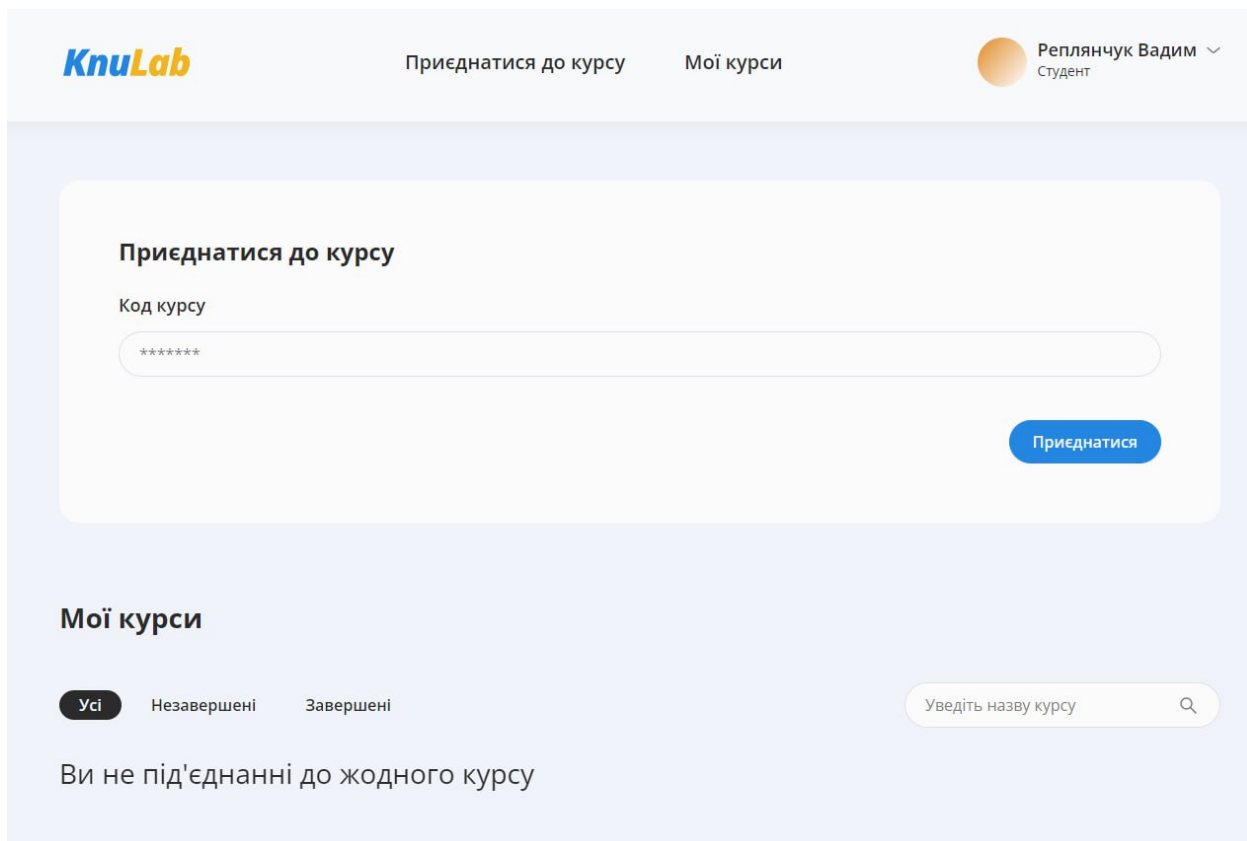 KnuLab
Приєднатися до курсу
Мої курси
Реплянчук Вадим
Студент
Приєднатися до курсу
Код курсу
*******
Приєднатися
Мої курси
Усі
Незавершені
Завершені
Уведіть назву курсу
Ви не під'єднанні до жодного курсу